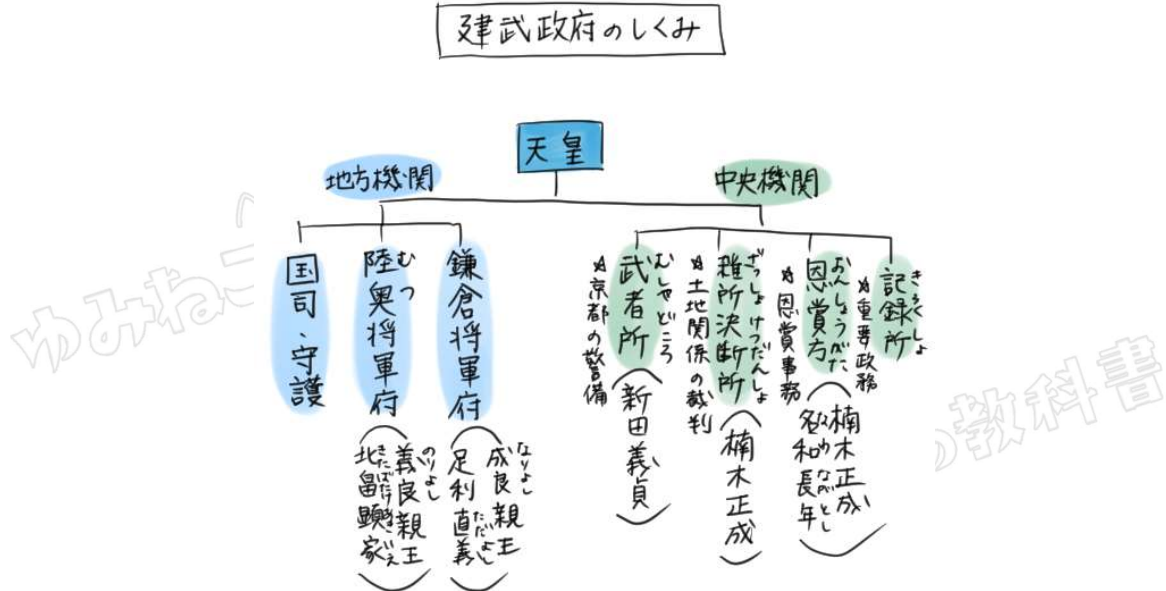 建武政府のしくみ
天皇
地方機関
中央機関
記録所
きろくしょ
☆重要政務
恩賞方
おんしょうがた
☆恩賞事務
楠木正成
名和長年
なわ ながとし
雑所決断所
ざっしょけつだんしょ
☆土地関係の裁判
楠木正成
武者所
むしゃどころ
☆京都の警備
新田義貞
鎌倉将軍府
成良親王
なりよし
足利直義
ただよし
陸奥将軍府
むつ
義良親王
のりよし
北畠顕家
きたばたけあきいえ
国司・守護
ゆみねこ
の教科書